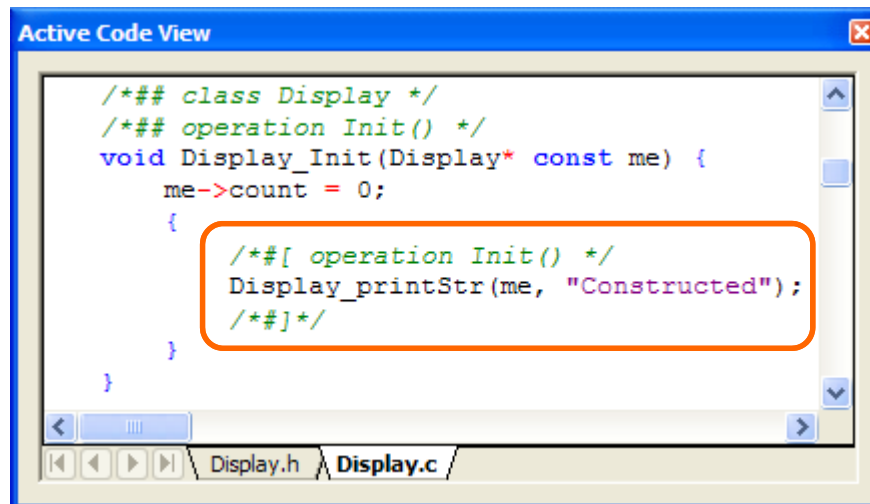 Active Code View
/*## class Display */
/*## operation Init() */
void Display_Init(Display* const me) {
me->count = 0;
{
/*#[ operation Init() */
Display_printStr(me, "Constructed");
/*#]*/
}
}
Display.h Display.c